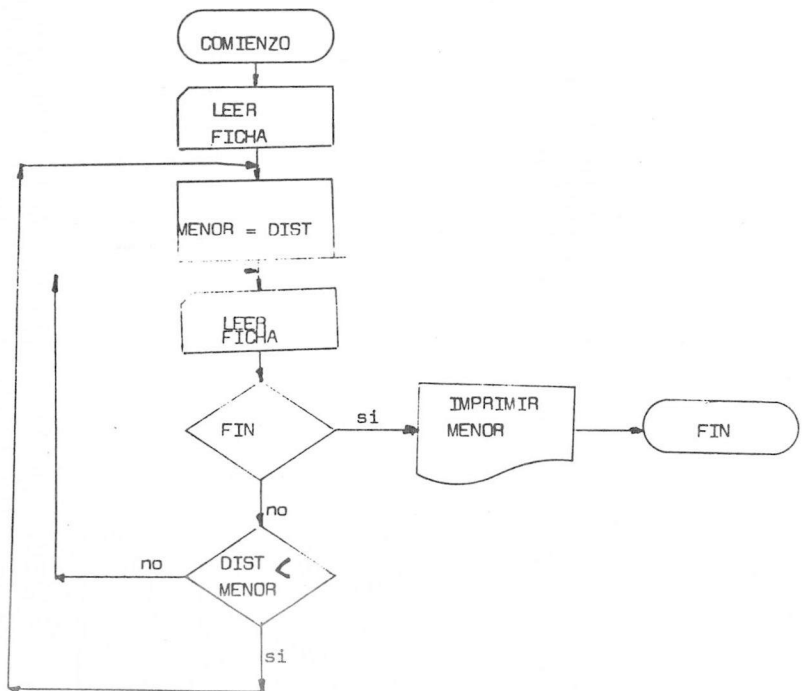 COMIENZO
LEER
FICHA
MENOR = DIST
LEER
FICHA
FIN
si
IMPRIMIR
MENOR
FIN
no
DIST <
MENOR
no
si